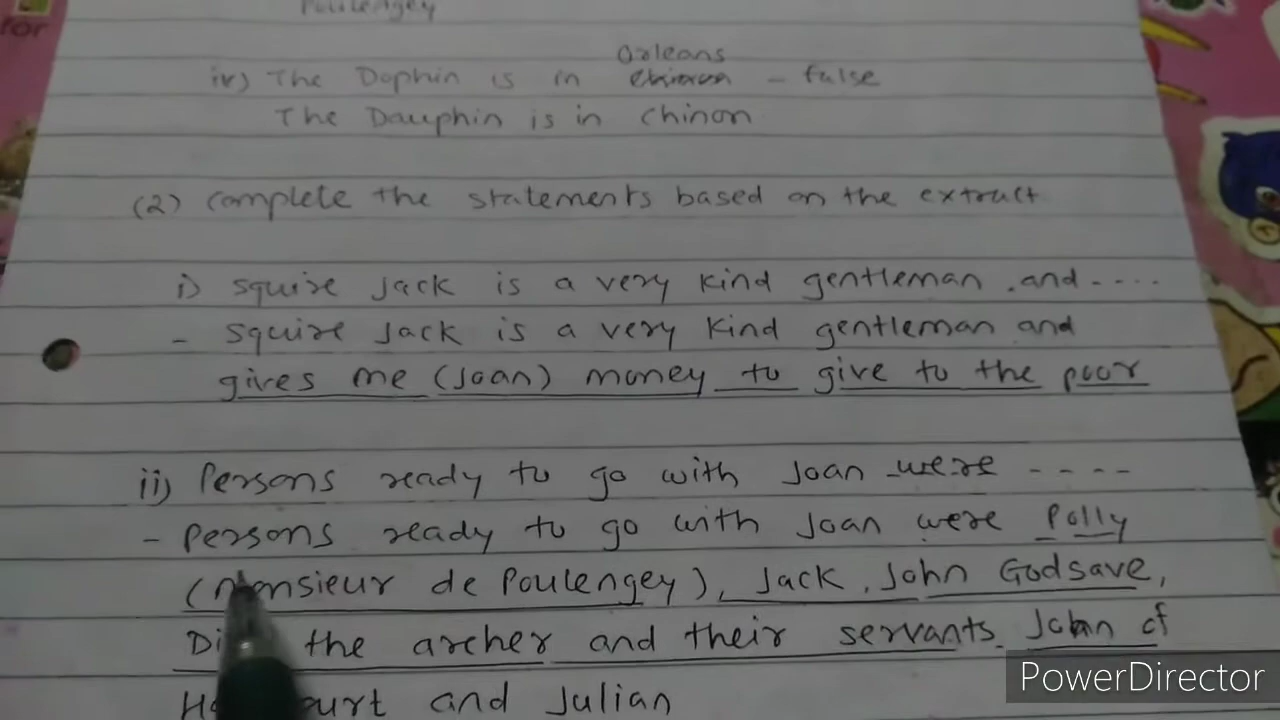 Poulengey
Orleans
iv) The Dophin is in Chinon - false
The Dauphin is in Chinon
(2) Complete the statements based on the extract
i) Squire Jack is a very kind gentleman .and ....
- Squire Jack is a very kind gentleman and
gives me (Joan) money to give to the poor
ii) Persons ready to go with Joan were ----
- Persons ready to go with Joan were Polly
(Monsieur de Poulengey), Jack, John Godsave,
the archer and their servants John of
and Julian
PowerDirector
for